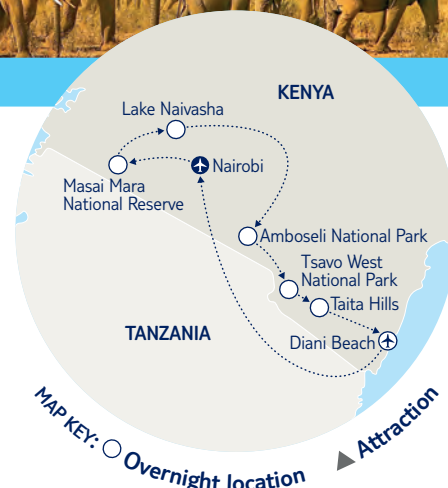 KENYA
Lake Naivasha
Nairobi
Masai Mara
National Reserve
Amboseli National Park
Tsavo West
National Park
Taita Hills
TANZANIA
Diani Beach
MAP KEY: Overnight location Attraction